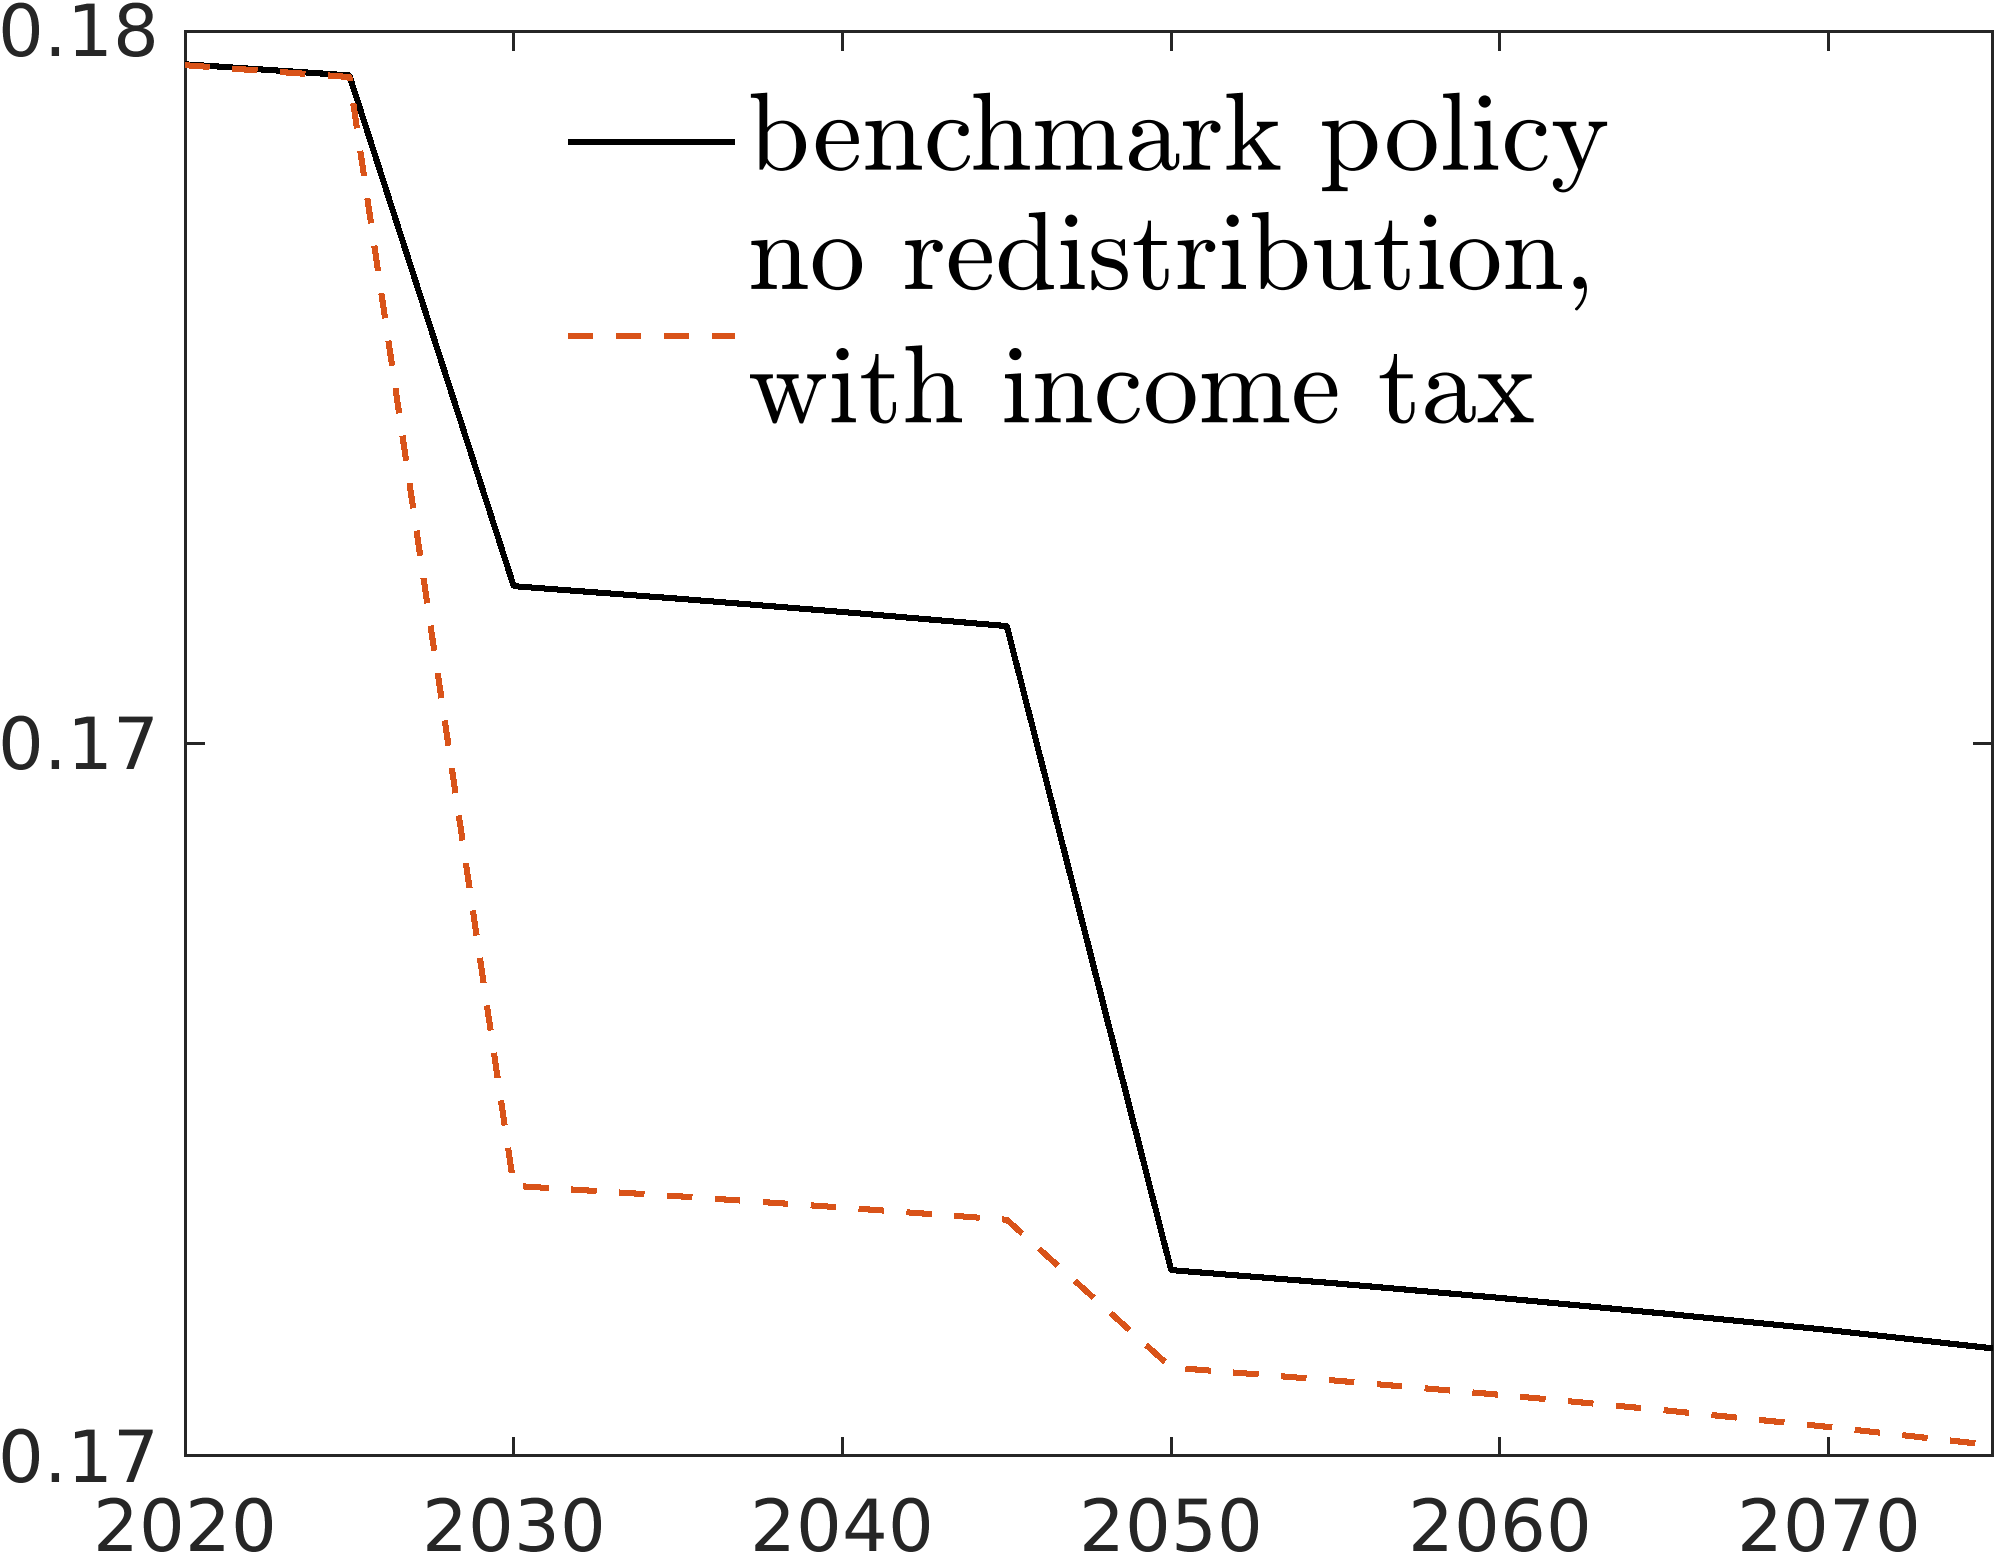 0.18
benchmark policy
no redistribution,
with income tax
0.17
0.17
2020 2030 2040 2050 2060 2070